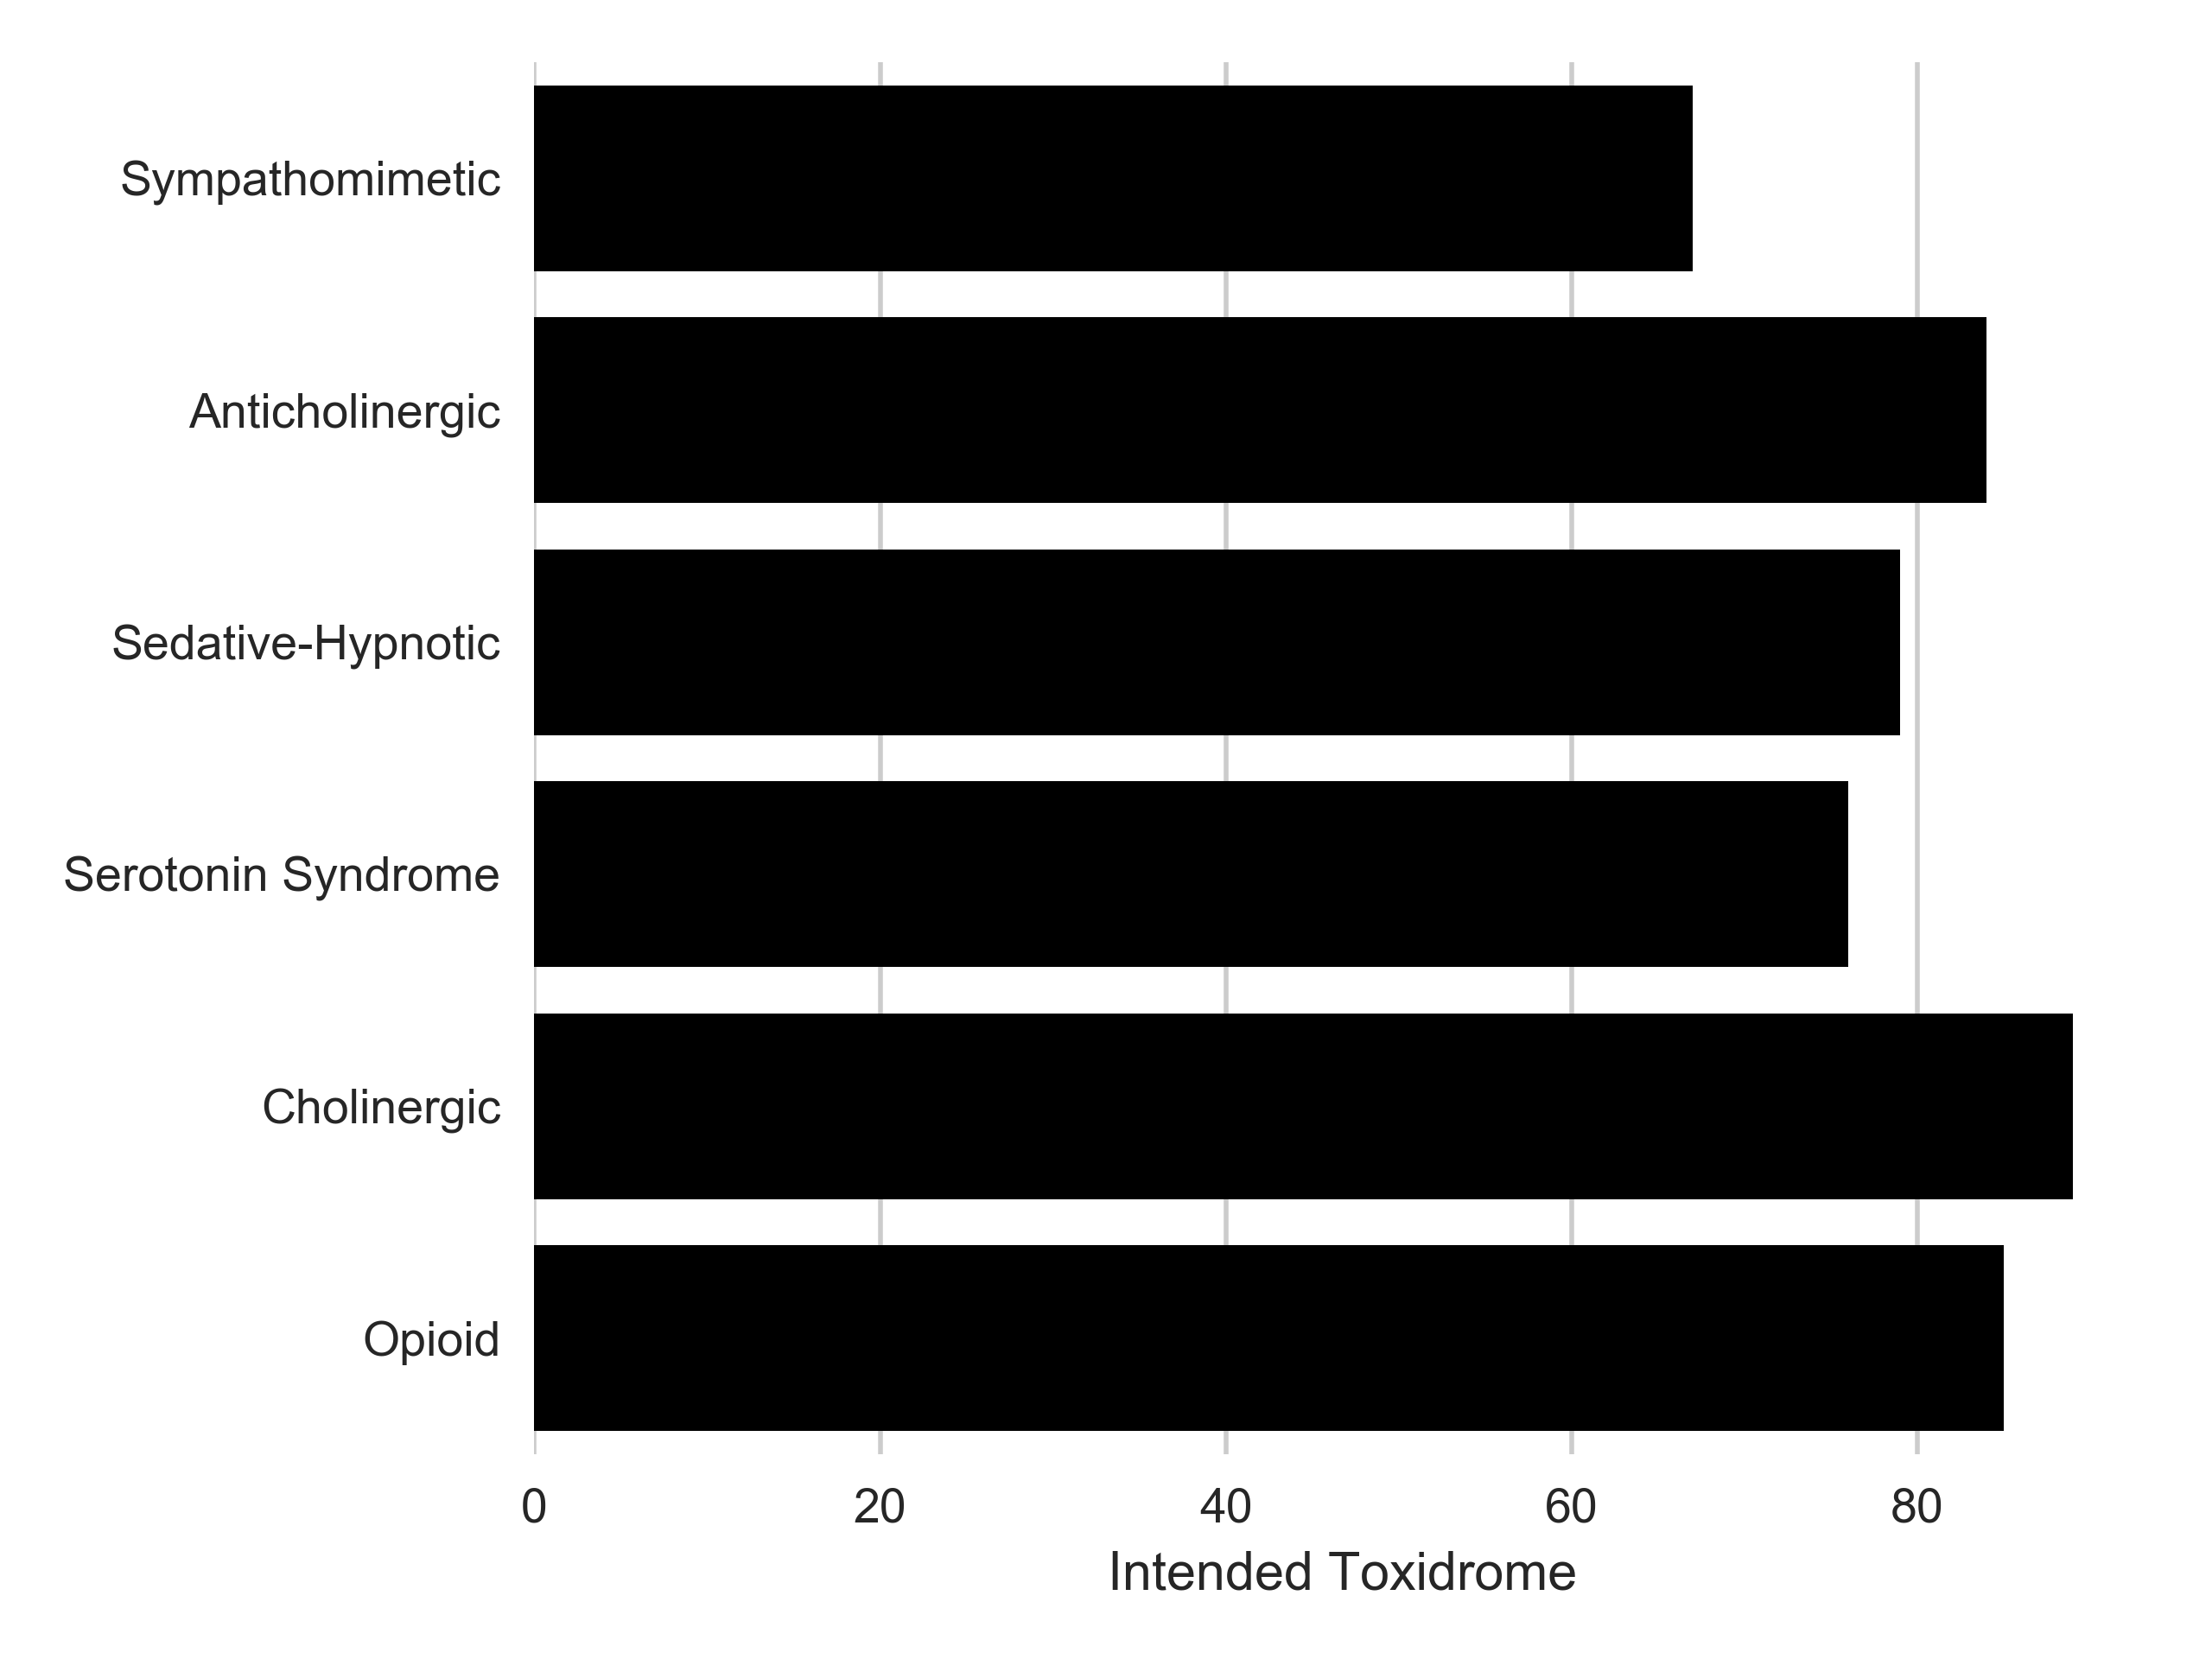 Sympathomimetic
Anticholinergic
Sedative-Hypnotic
Serotonin Syndrome
Cholinergic
Opioid
0 20 40 60 80
Intended Toxidrome